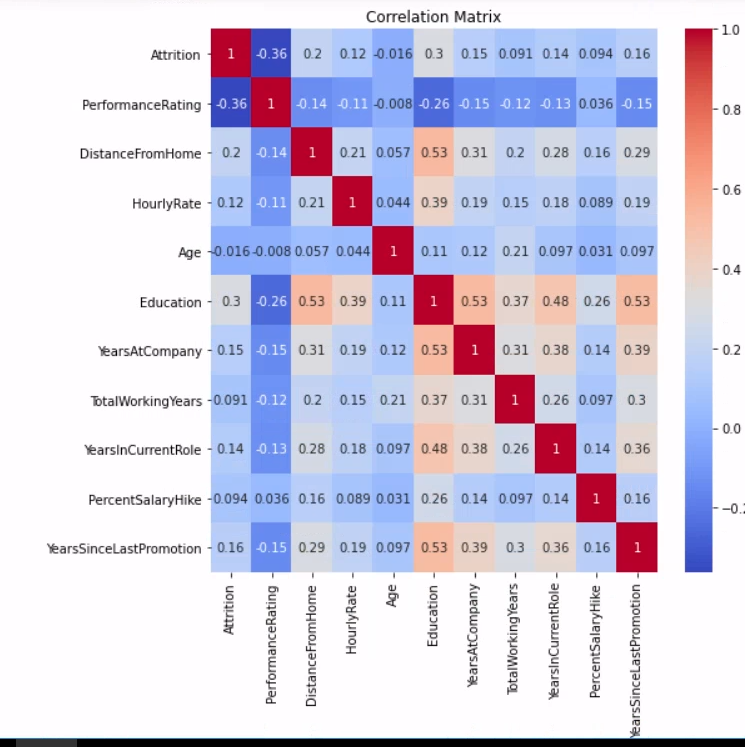 Correlation Matrix
Attrition 1 -0.36 0.2 0.12 -0.016 0.3 0.15 0.091 0.14 0.094 0.16
PerformanceRating -0.36 1 -0.14 -0.11 -0.008 -0.26 -0.15 -0.12 -0.13 0.036 -0.15
DistanceFromHome 0.2 -0.14 1 0.21 0.057 0.53 0.31 0.2 0.28 0.16 0.29
HourlyRate 0.12 -0.11 0.21 1 0.044 0.39 0.19 0.15 0.18 0.089 0.19
Age -0.016 -0.008 0.057 0.044 1 0.11 0.12 0.21 0.097 0.031 0.097
Education 0.3 -0.26 0.53 0.39 0.11 1 0.53 0.37 0.48 0.26 0.53
YearsAtCompany 0.15 -0.15 0.31 0.19 0.12 0.53 1 0.31 0.38 0.14 0.39
TotalWorkingYears 0.091 -0.12 0.2 0.15 0.21 0.37 0.31 1 0.26 0.097 0.3
YearsInCurrentRole 0.14 -0.13 0.28 0.18 0.097 0.48 0.38 0.26 1 0.14 0.36
PercentSalaryHike 0.094 0.036 0.16 0.089 0.031 0.26 0.14 0.097 0.14 1 0.16
YearsSinceLastPromotion 0.16 -0.15 0.29 0.19 0.097 0.53 0.39 0.3 0.36 0.16 1
Attrition
PerformanceRating
DistanceFromHome
HourlyRate
Age
Education
YearsAtCompany
TotalWorkingYears
YearsInCurrentRole
PercentSalaryHike
YearsSinceLastPromotion
1.0
0.8
0.6
0.4
0.2
0.0
−0.2